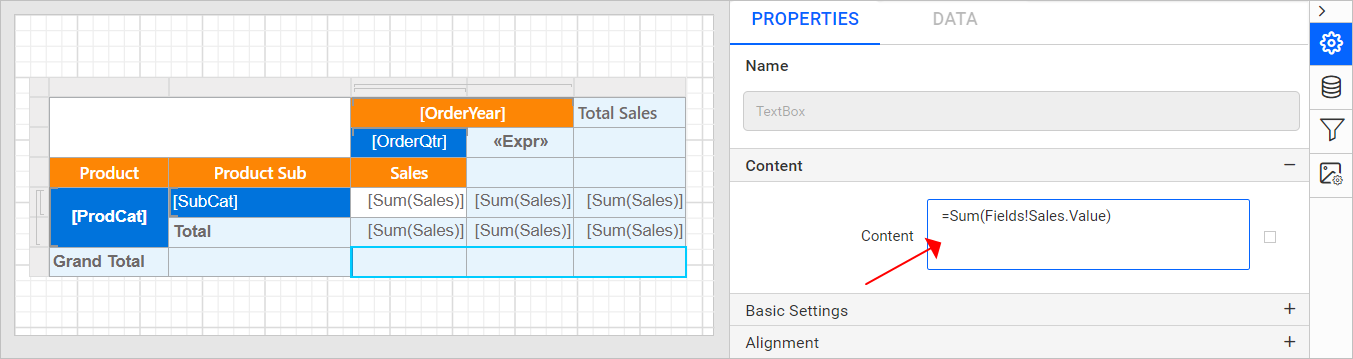 PROPERTIES DATA
Name
TextBox
Content
Content =Sum(Fields!Sales.Value)
Basic Settings
Alignment
[OrderYear] Total Sales
[OrderQtr] «Expr»
Product Product Sub Sales
[ProdCat] [SubCat] [Sum(Sales)] [Sum(Sales)] [Sum(Sales)]
Total [Sum(Sales)] [Sum(Sales)] [Sum(Sales)]
Grand Total